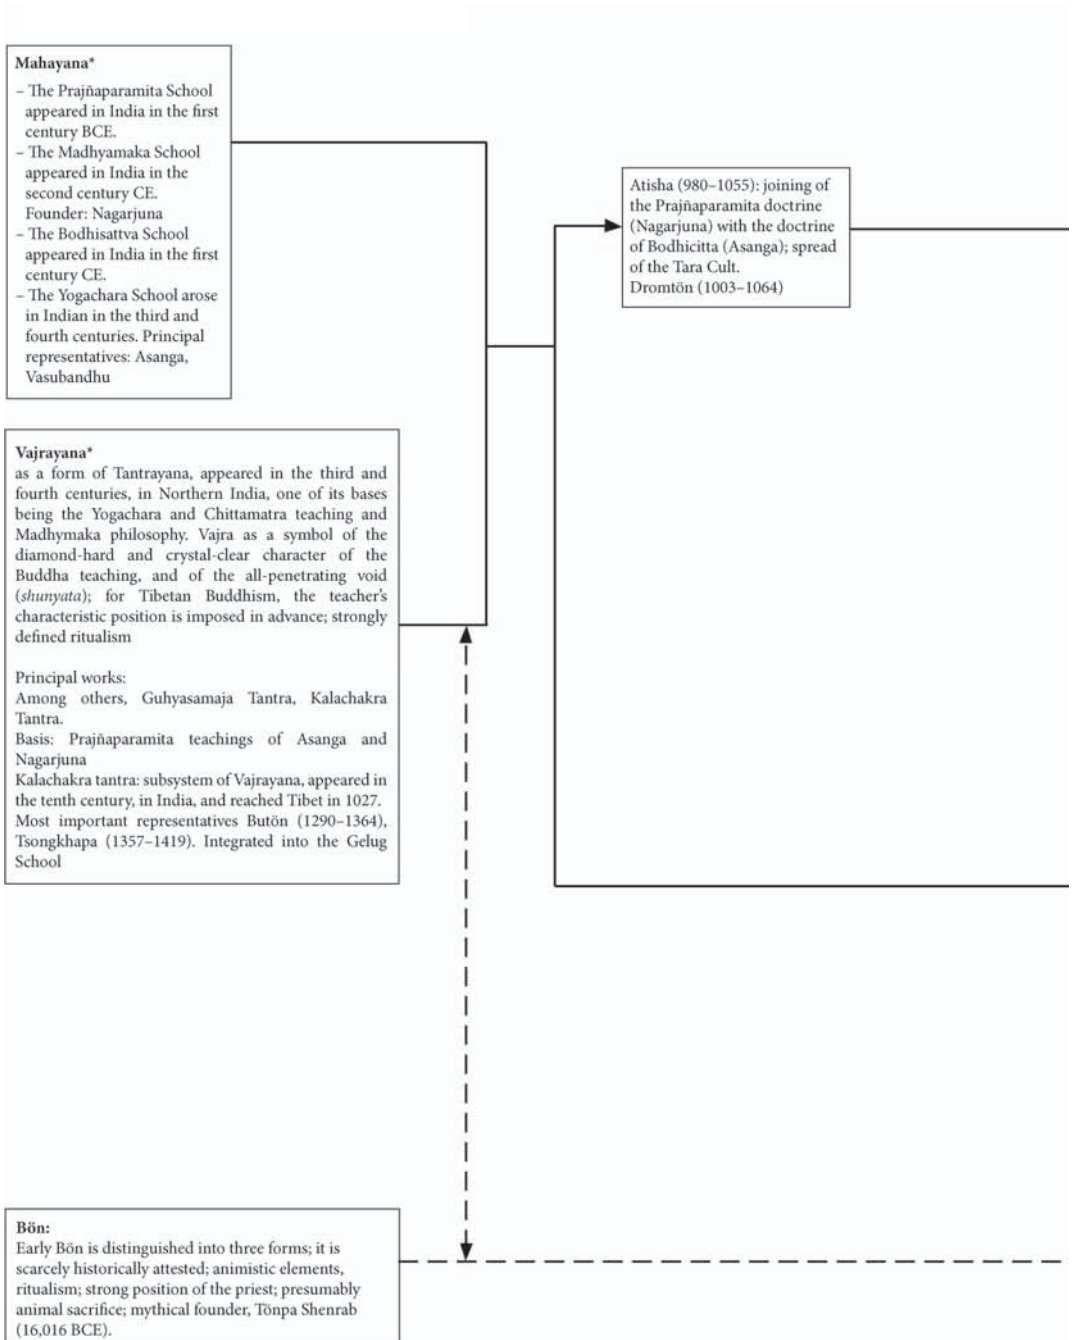 Mahayana*
– The Prajñaparamita School
appeared in India in the first
century BCE.
– The Madhyamaka School
appeared in India in the
second century CE.
Founder: Nagarjuna
– The Bodhisattva School
appeared in India in the first
century CE.
– The Yogachara School arose
in Indian in the third and
fourth centuries. Principal
representatives: Asanga,
Vasubandhu
Atisha (980–1055): joining of
the Prajñaparamita doctrine
(Nagarjuna) with the doctrine
of Bodhicitta (Asanga); spread
of the Tara Cult.
Dromtön (1003–1064)
Vajrayana*
as a form of Tantrayana, appeared in the third and
fourth centuries, in Northern India, one of its bases
being the Yogachara and Chittamatra teaching and
Madhymaka philosophy. Vajra as a symbol of the
diamond-hard and crystal-clear character of the
Buddha teaching, and of the all-penetrating void
(shunyata); for Tibetan Buddhism, the teacher's
characteristic position is imposed in advance; strongly
defined ritualism
Principal works:
Among others, Guhyasamaja Tantra, Kalachakra
Tantra.
Basis: Prajñaparamita teachings of Asanga and
Nagarjuna
Kalachakra tantra: subsystem of Vajrayana, appeared in
the tenth century, in India, and reached Tibet in 1027.
Most important representatives Butön (1290–1364),
Tsongkhapa (1357–1419). Integrated into the Gelug
School
Bön:
Early Bön is distinguished into three forms; it is
scarcely historically attested; animistic elements,
ritualism; strong position of the priest; presumably
animal sacrifice; mythical founder, Tönpa Shenrab
(16,016 BCE).